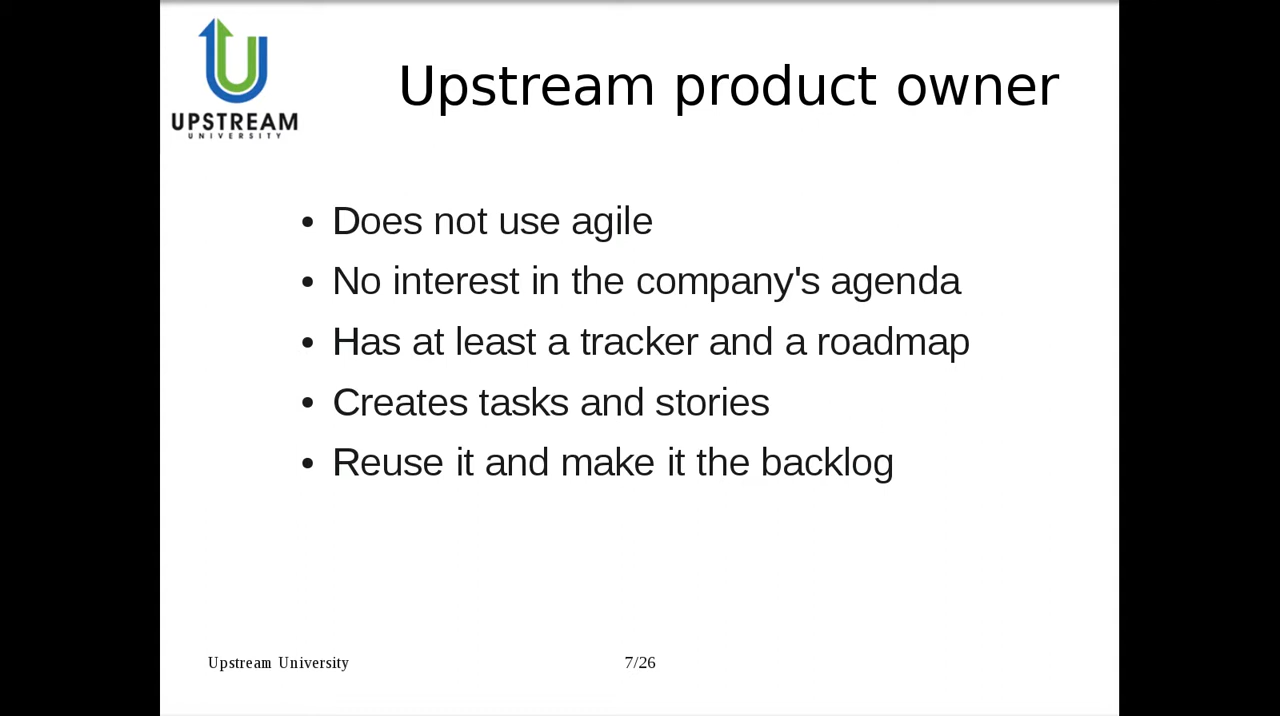 UPSTREAM
UNIVERSITY
Upstream product owner
• Does not use agile
• No interest in the company's agenda
• Has at least a tracker and a roadmap
• Creates tasks and stories
• Reuse it and make it the backlog
Upstream University
7/26